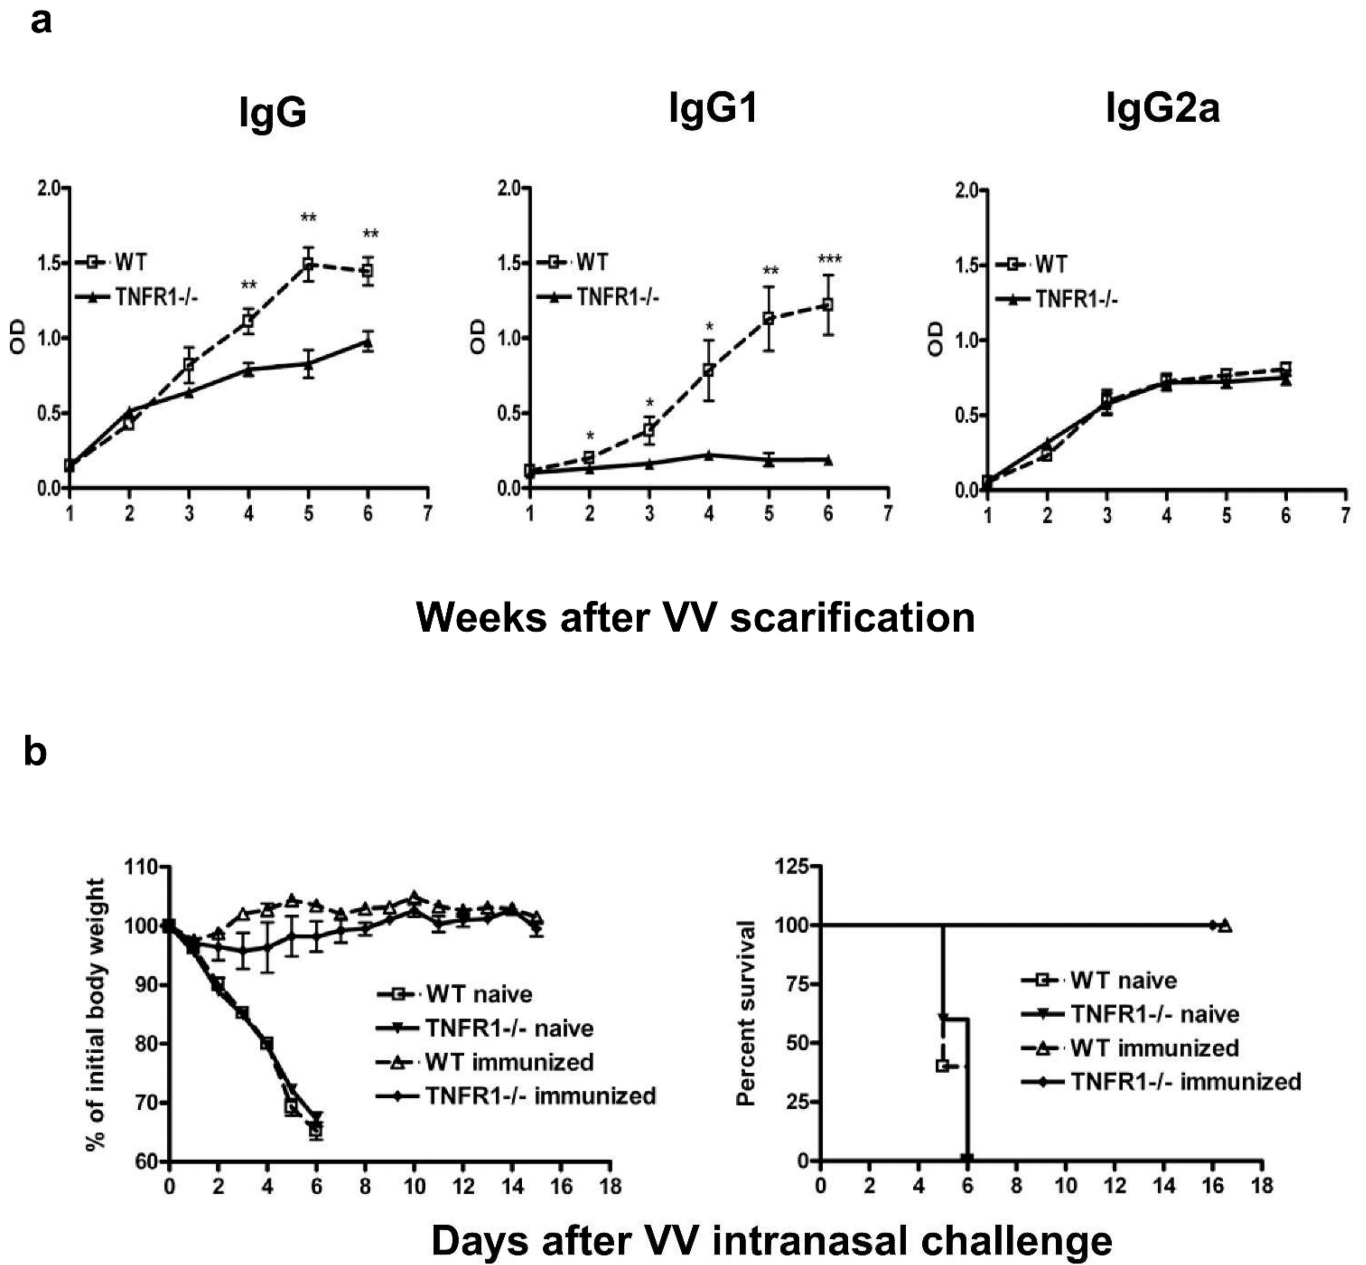 a
IgG
IgG1
IgG2a
2.0
**
**
**
1.5
WT
TNFR1-/-
OD
1.0
0.5
0.0
1 2 3 4 5 6 7
2.0
***
**
*
*
*
1.5
WT
TNFR1-/-
OD
1.0
0.5
0.0
1 2 3 4 5 6 7
2.0
1.5
WT
TNFR1-/-
OD
1.0
0.5
0.0
1 2 3 4 5 6 7
Weeks after VV scarification
b
110
100
90
80
70
60
% of initial body weight
WT naive
TNFR1-/- naive
WT immunized
TNFR1-/- immunized
0 2 4 6 8 10 12 14 16 18
125
100
75
50
25
0
Percent survival
WT naive
TNFR1-/- naive
WT immunized
TNFR1-/- immunized
0 2 4 6 8 10 12 14 16 18
Days after VV intranasal challenge